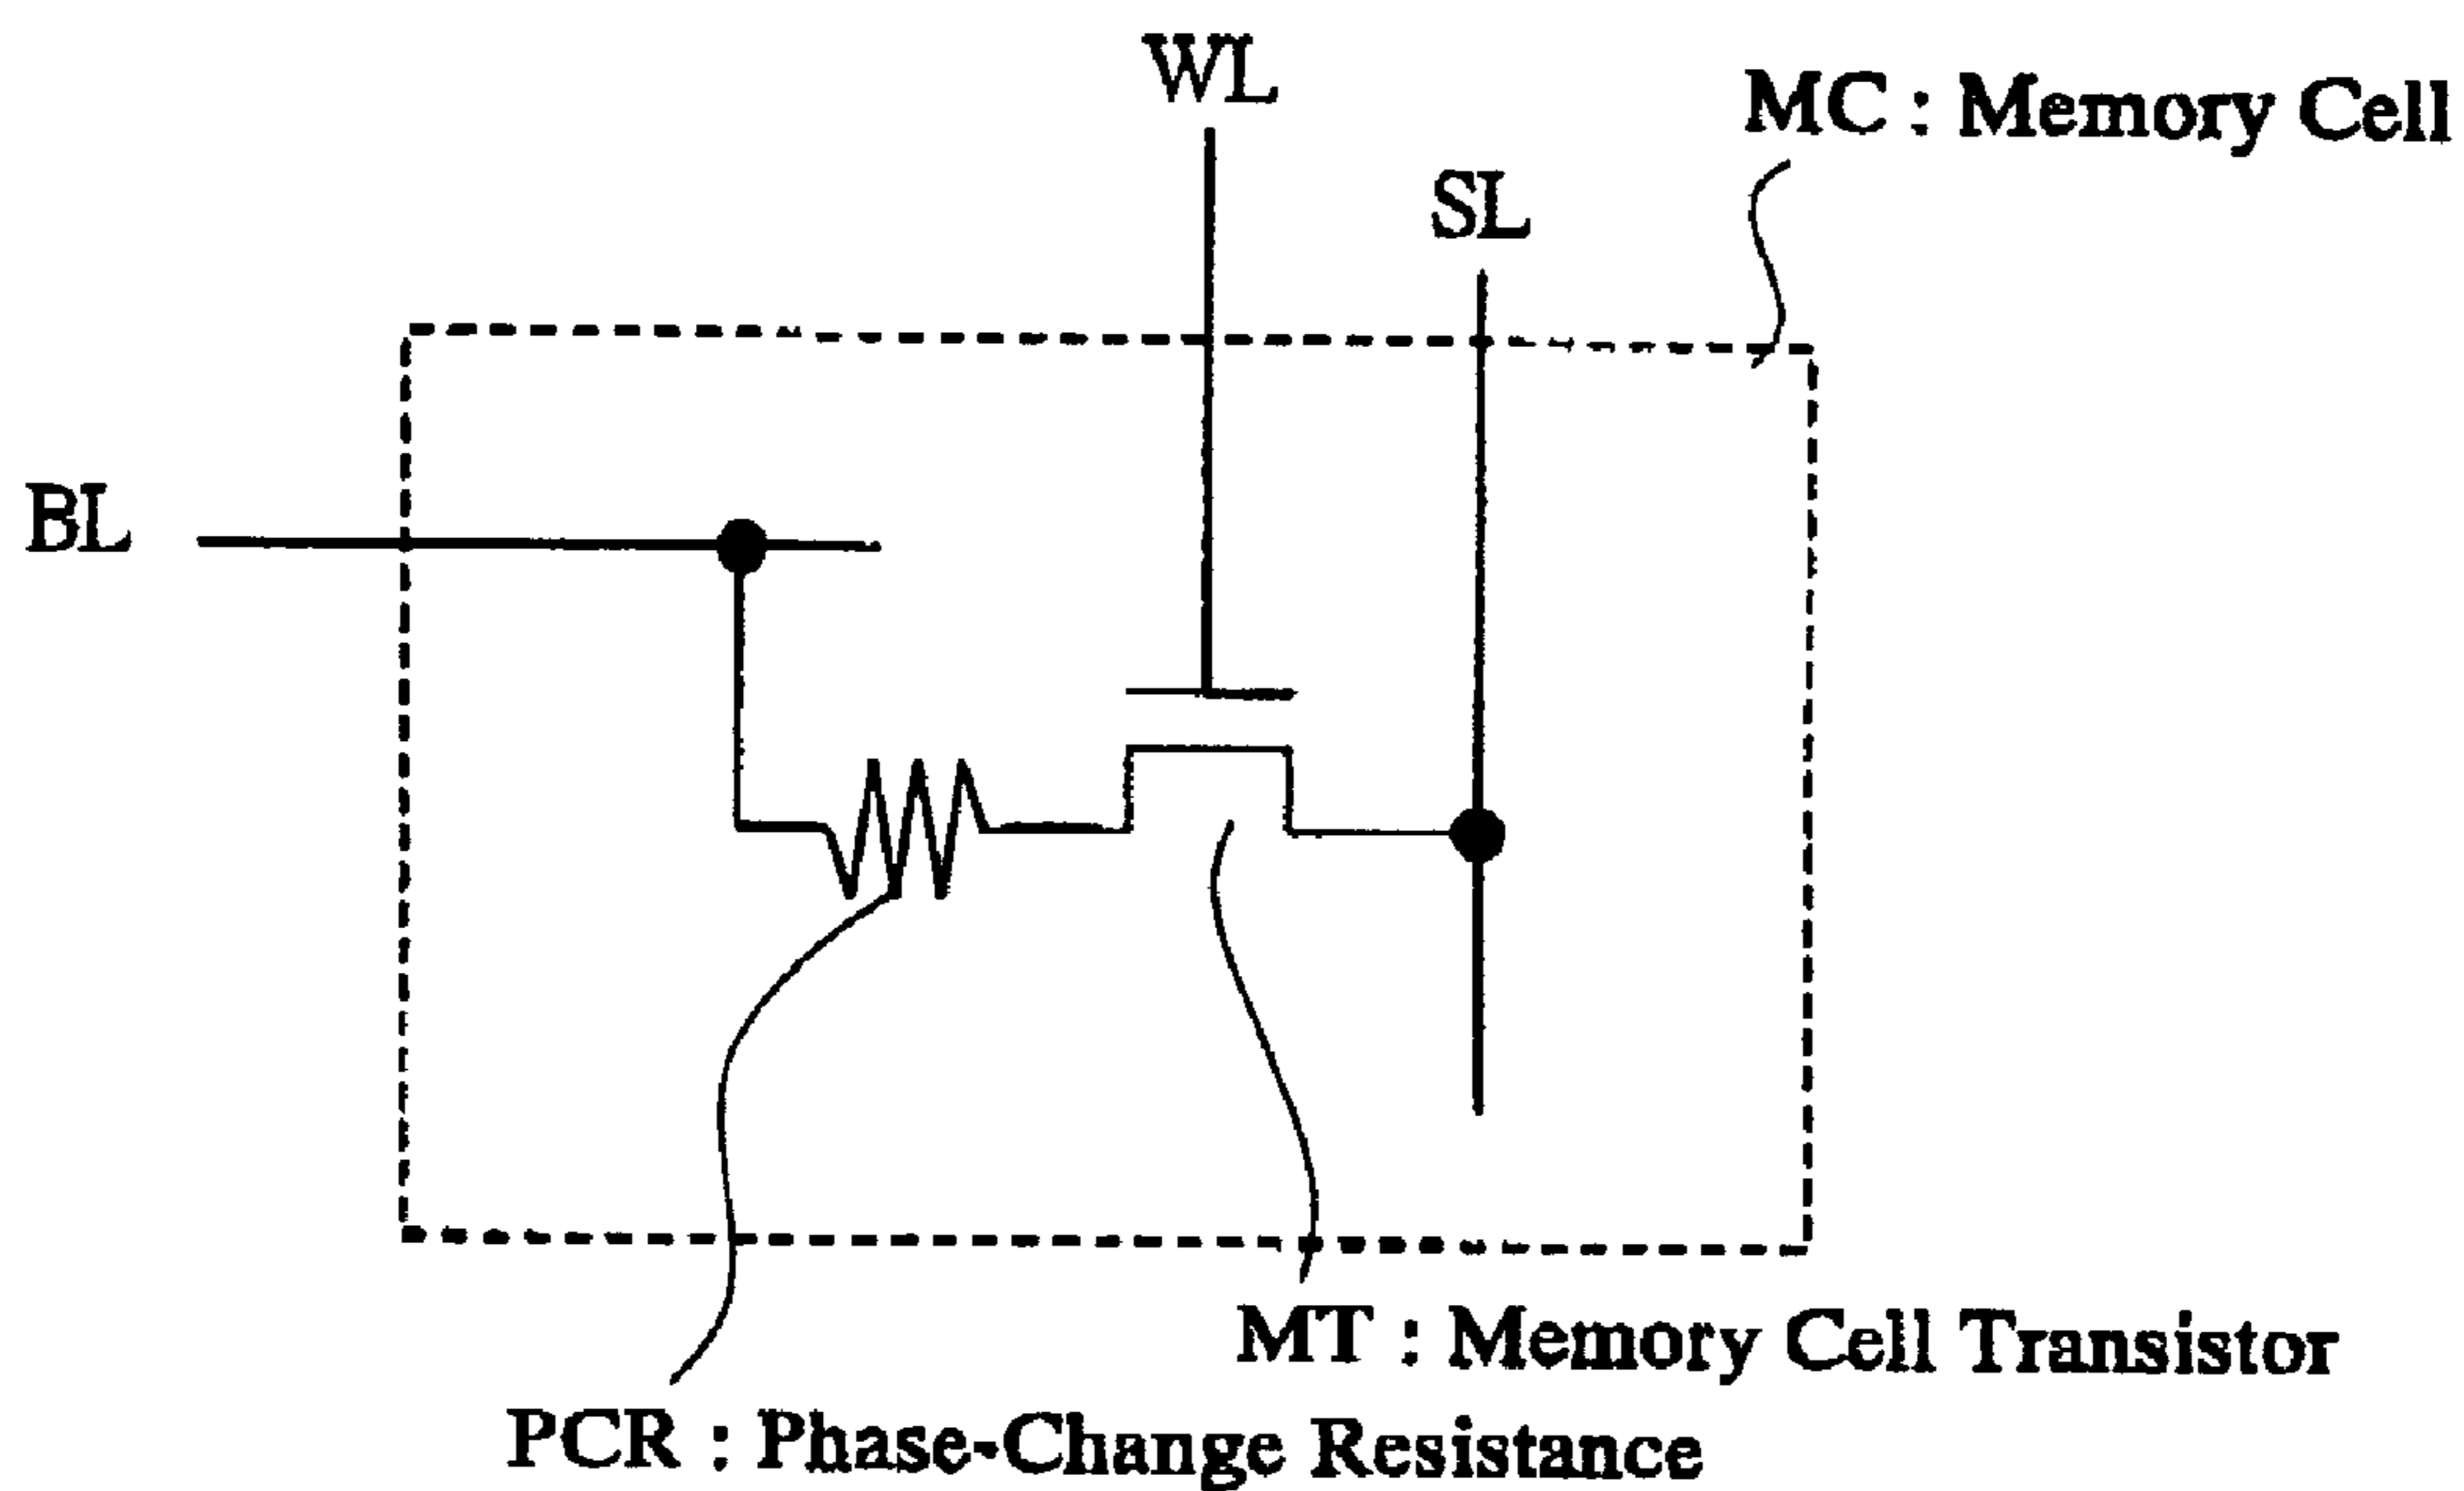 WL
MC : Memory Cell
SL
BL
MT : Memory Cell Transistor
PCR : Phase-Change Resistance